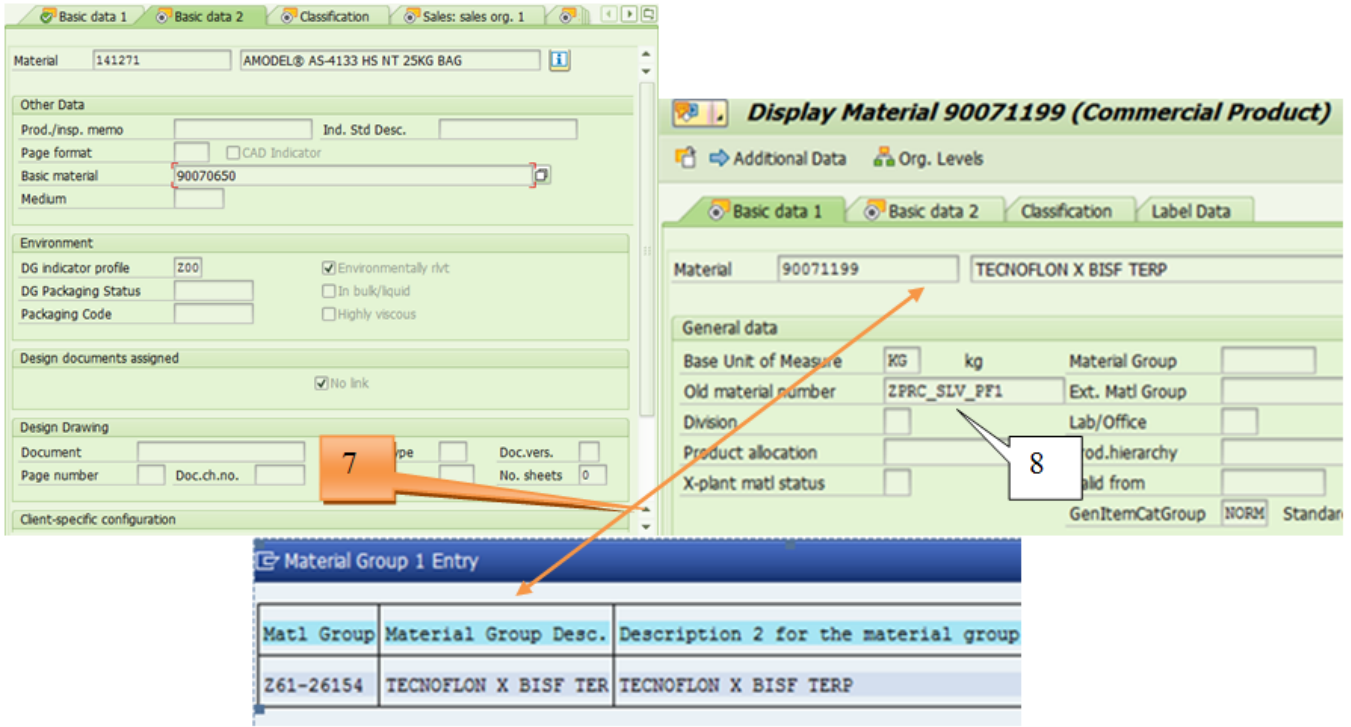 Basic data 1 Basic data 2 Classification Sales: sales org. 1
Material 141271 AMODEL® AS-4133 HS NT 25KG BAG
Other Data
Prod./insp. memo Ind. Std Desc.
Page format CAD Indicator
Basic material 90070650
Medium
Environment
DG indicator profile Z00 Environmentally rlvt
DG Packaging Status In bulk/liquid
Packaging Code Highly viscous
Design documents assigned
No link
Design Drawing
Document Doc.vers.
Page number Doc.ch.no. No. sheets 0
Client-specific configuration
7
Display Material 90071199 (Commercial Product)
Additional Data Org. Levels
Basic data 1 Basic data 2 Classification Label Data
Material 90071199 TECNOFLON X BISF TERP
General data
Base Unit of Measure KG kg Material Group
Old material number ZPRC_SLV_PF1 Ext. Matl Group
Division Lab/Office
Product allocation rod.hierarchy
X-plant matl status alid from
GenItemCatGroup NORM Standar
8
Material Group 1 Entry
Matl Group Material Group Desc. Description 2 for the material group
Z61-26154 TECNOFLON X BISF TER TECNOFLON X BISF TERP